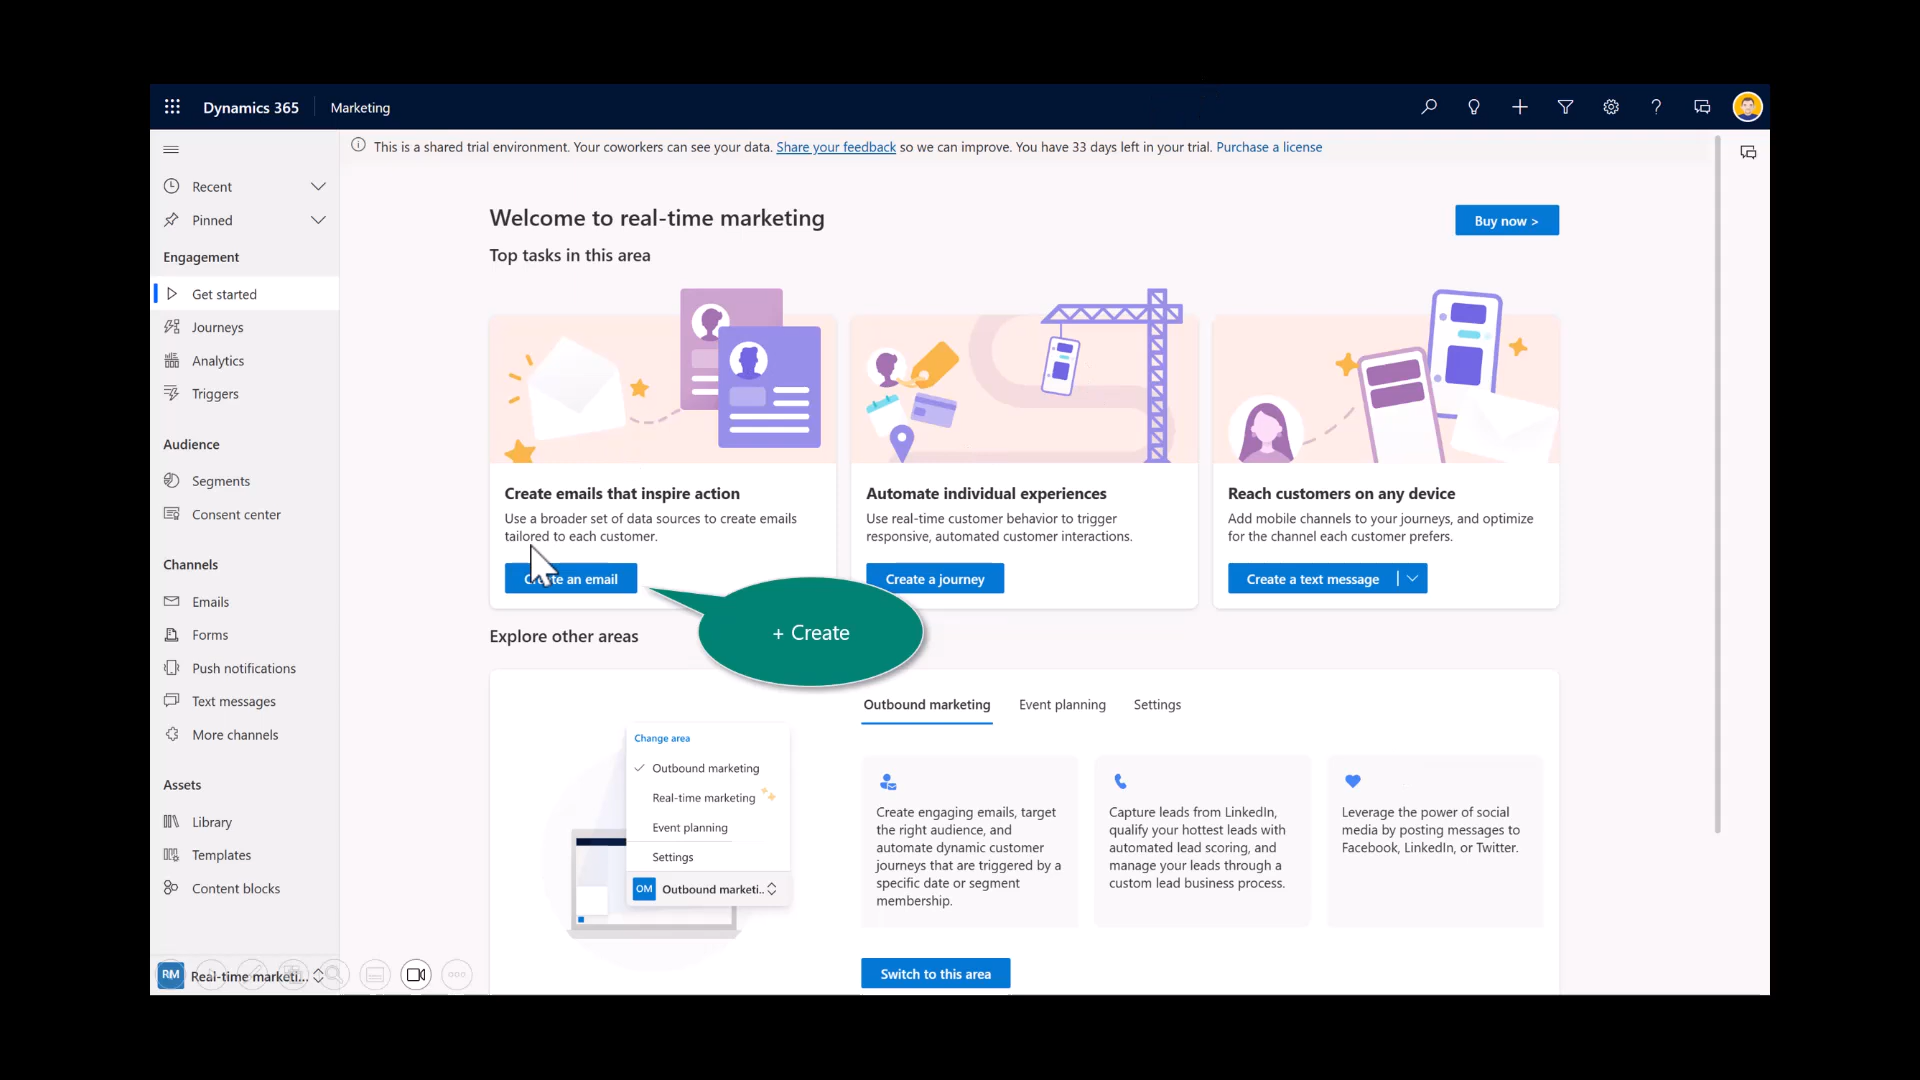 Dynamics 365
Marketing
This is a shared trial environment. Your coworkers can see your data. Share your feedback so we can improve. You have 33 days left in your trial. Purchase a license
Recent
Pinned
Engagement
Get started
Journeys
Analytics
Triggers
Audience
Segments
Consent center
Channels
Emails
Forms
Push notifications
Text messages
More channels
Assets
Library
Templates
Content blocks
RM
Real-time marketi...
Welcome to real-time marketing
Buy now >
Top tasks in this area
Create emails that inspire action
Use a broader set of data sources to create emails
tailored to each customer.
Create an email
Automate individual experiences
Use real-time customer behavior to trigger
responsive, automated customer interactions.
Create a journey
Reach customers on any device
Add mobile channels to your journeys, and optimize
for the channel each customer prefers.
Create a text message
+ Create
Explore other areas
Change area
Outbound marketing
Real-time marketing
Event planning
Settings
OM
Outbound marketi..
Outbound marketing
Event planning
Settings
Create engaging emails, target
the right audience, and
automate dynamic customer
journeys that are triggered by a
specific date or segment
membership.
Capture leads from LinkedIn,
qualify your hottest leads with
automated lead scoring, and
manage your leads through a
custom lead business process.
Leverage the power of social
media by posting messages to
Facebook, LinkedIn, or Twitter.
Switch to this area